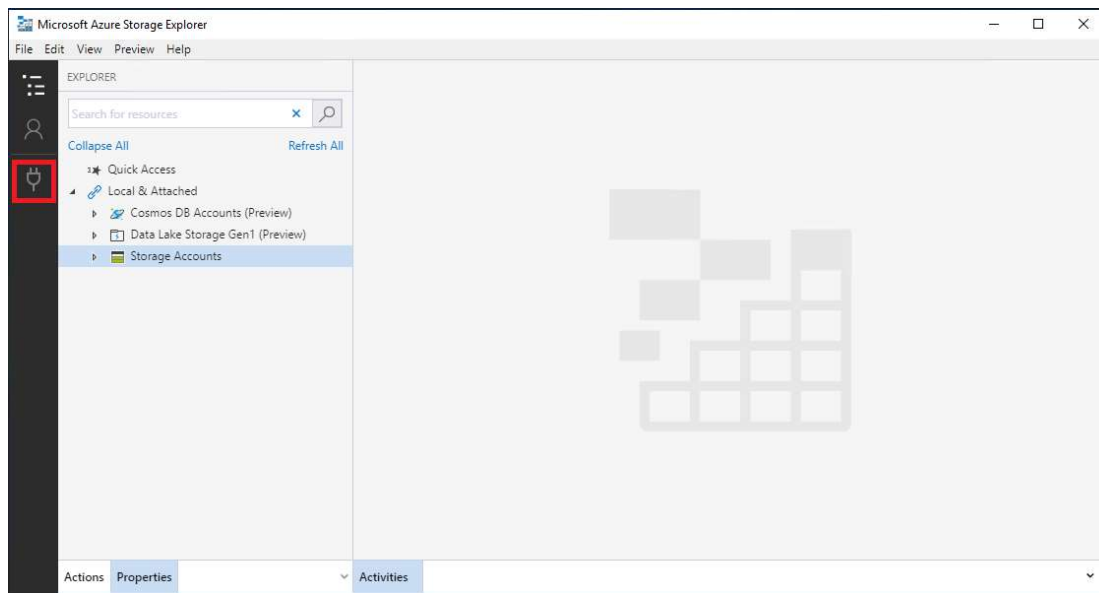 Microsoft Azure Storage Explorer
File Edit View Preview Help
EXPLORER
Search for resources
Collapse All Refresh All
Quick Access
Local & Attached
Cosmos DB Accounts (Preview)
Data Lake Storage Gen1 (Preview)
Storage Accounts
Actions Properties Activities